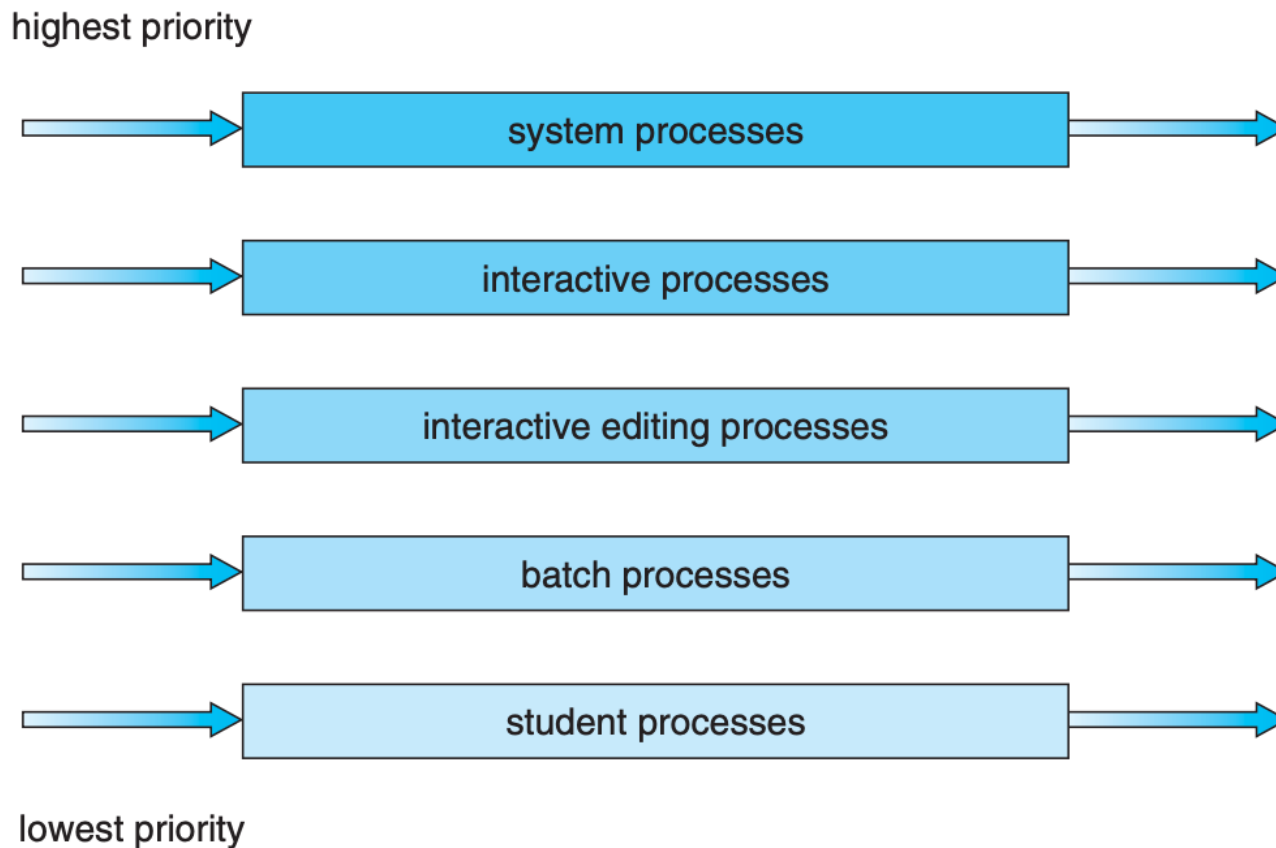 highest priority
system processes
interactive processes
interactive editing processes
batch processes
student processes
lowest priority